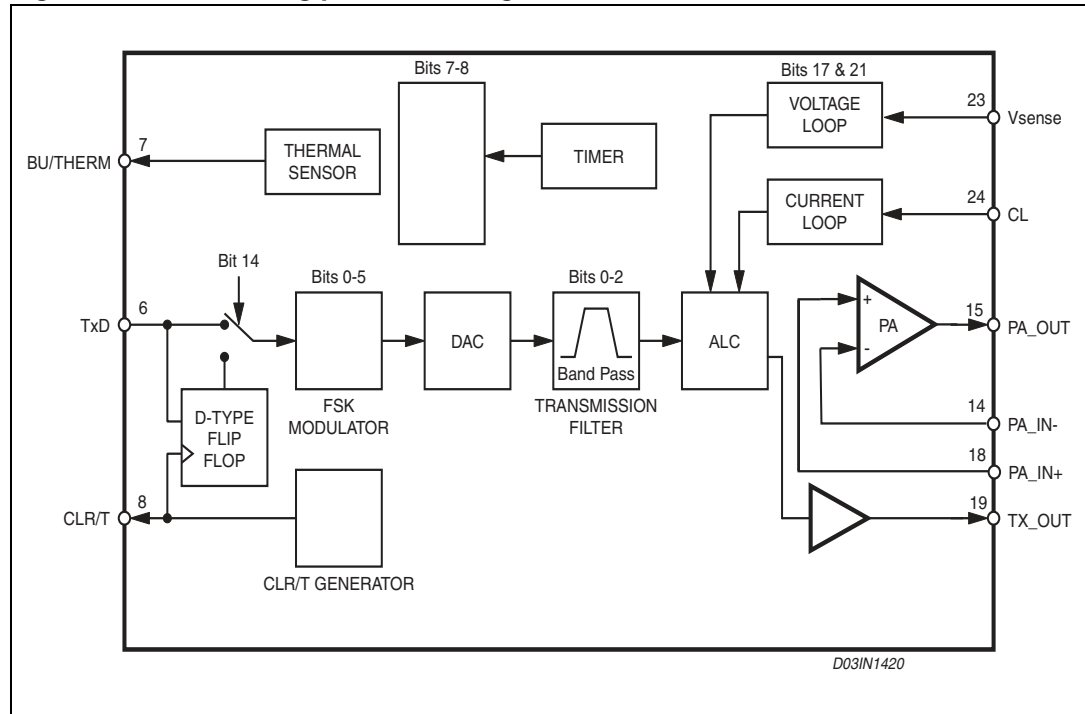 Bits 7-8
Bits 17 & 21
VOLTAGE
LOOP
23
Vsense
7
BU/THERM
THERMAL
SENSOR
TIMER
CURRENT
LOOP
24
CL
Bit 14
Bits 0-5
Bits 0-2
6
TxD
DAC
Band Pass
ALC
+
PA
-
15
PA_OUT
FSK
MODULATOR
TRANSMISSION
FILTER
D-TYPE
FLIP
FLOP
14
PA_IN-
18
PA_IN+
8
CLR/T
19
TX_OUT
CLR/T GENERATOR
D03IN1420